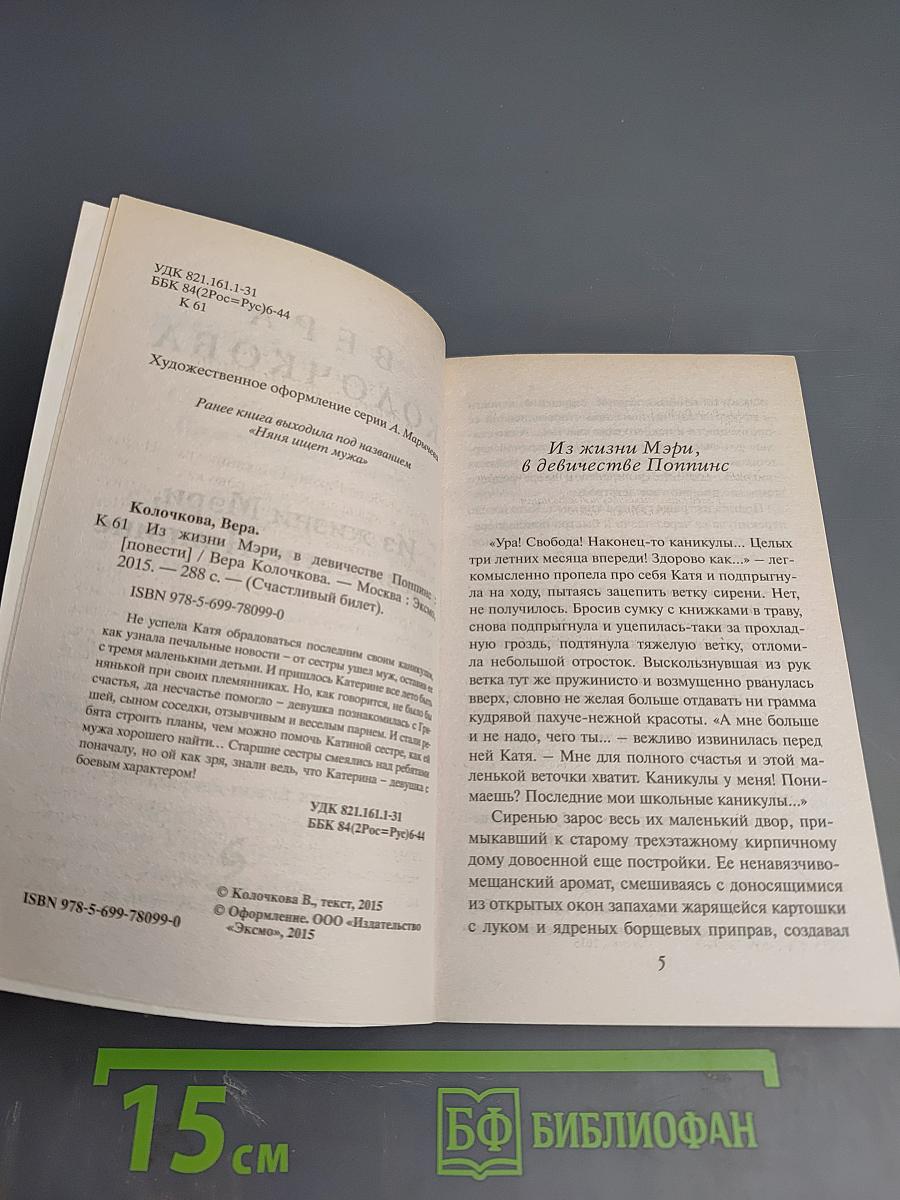 УДК 821.161.1-31
ББК 84(2Рос=Рус)6-44
К 61
Художественное оформление серии А. Марычева
Ранее книга выходила под названием
«Няня ищет мужа»
Колочкова, Вера.
К 61 Из жизни Мэри, в девичестве Поппинс :
[повести] / Вера Колочкова. — Москва : Эксмо,
2015. — 288 с. — (Счастливый билет).
ISBN 978-5-699-78099-0
Не успела Катя обрадоваться последним своим каникулам,
как узнала печальные новости – от сестры ушел муж, оставив ее
с тремя маленькими детьми. И пришлось Катерине все лето быть
нянькой при своих племянниках. Но, как говорится, не было бы
счастья, да несчастье помогло – девушка познакомилась с Гри-
шей, сыном соседки, отзывчивым и веселым парнем. И стали ре-
бята строить планы, чем можно помочь Катиной сестре, как ей
мужа хорошего найти... Старшие сестры смеялись над ребятами
поначалу, но ой как зря, знали ведь, что Катерина – девушка с
боевым характером!
УДК 821.161.1-31
ББК 84(2Рос=Рус)6-44
© Колочкова В., текст, 2015
© Оформление. ООО «Издательство
«Эксмо», 2015
ISBN 978-5-699-78099-0
Из жизни Мэри,
в девичестве Поппинс
«Ура! Свобода! Наконец-то каникулы... Целых
три летних месяца впереди! Здорово как...» — лег-
комысленно пропела про себя Катя и подпрыгну-
ла на ходу, пытаясь зацепить ветку сирени. Нет,
не получилось. Бросив сумку с книжками в траву,
снова подпрыгнула и уцепилась-таки за прохлад-
ную гроздь, подтянула тяжелую ветку, отломи-
ла небольшой отросток. Выскользнувшая из рук
ветка тут же пружинисто и возмущенно рванулась
вверх, словно не желая больше отдавать ни грамма
кудрявой пахуче-нежной красоты. «А мне больше
и не надо, чего ты... — вежливо извинилась перед
ней Катя. — Мне для полного счастья и этой ма-
ленькой веточки хватит. Каникулы у меня! Пони-
маешь? Последние мои школьные каникулы...»
Сиренью зарос весь их маленький двор, при-
мыкавший к старому трехэтажному кирпичному
дому довоенной еще постройки. Ее ненавязчиво-
мещанский аромат, смешиваясь с доносящимися
из открытых окон запахами жарящейся картошки
с луком и ядреных борщевых приправ, создавал
5
15 см
БФ БИБЛИОФАН